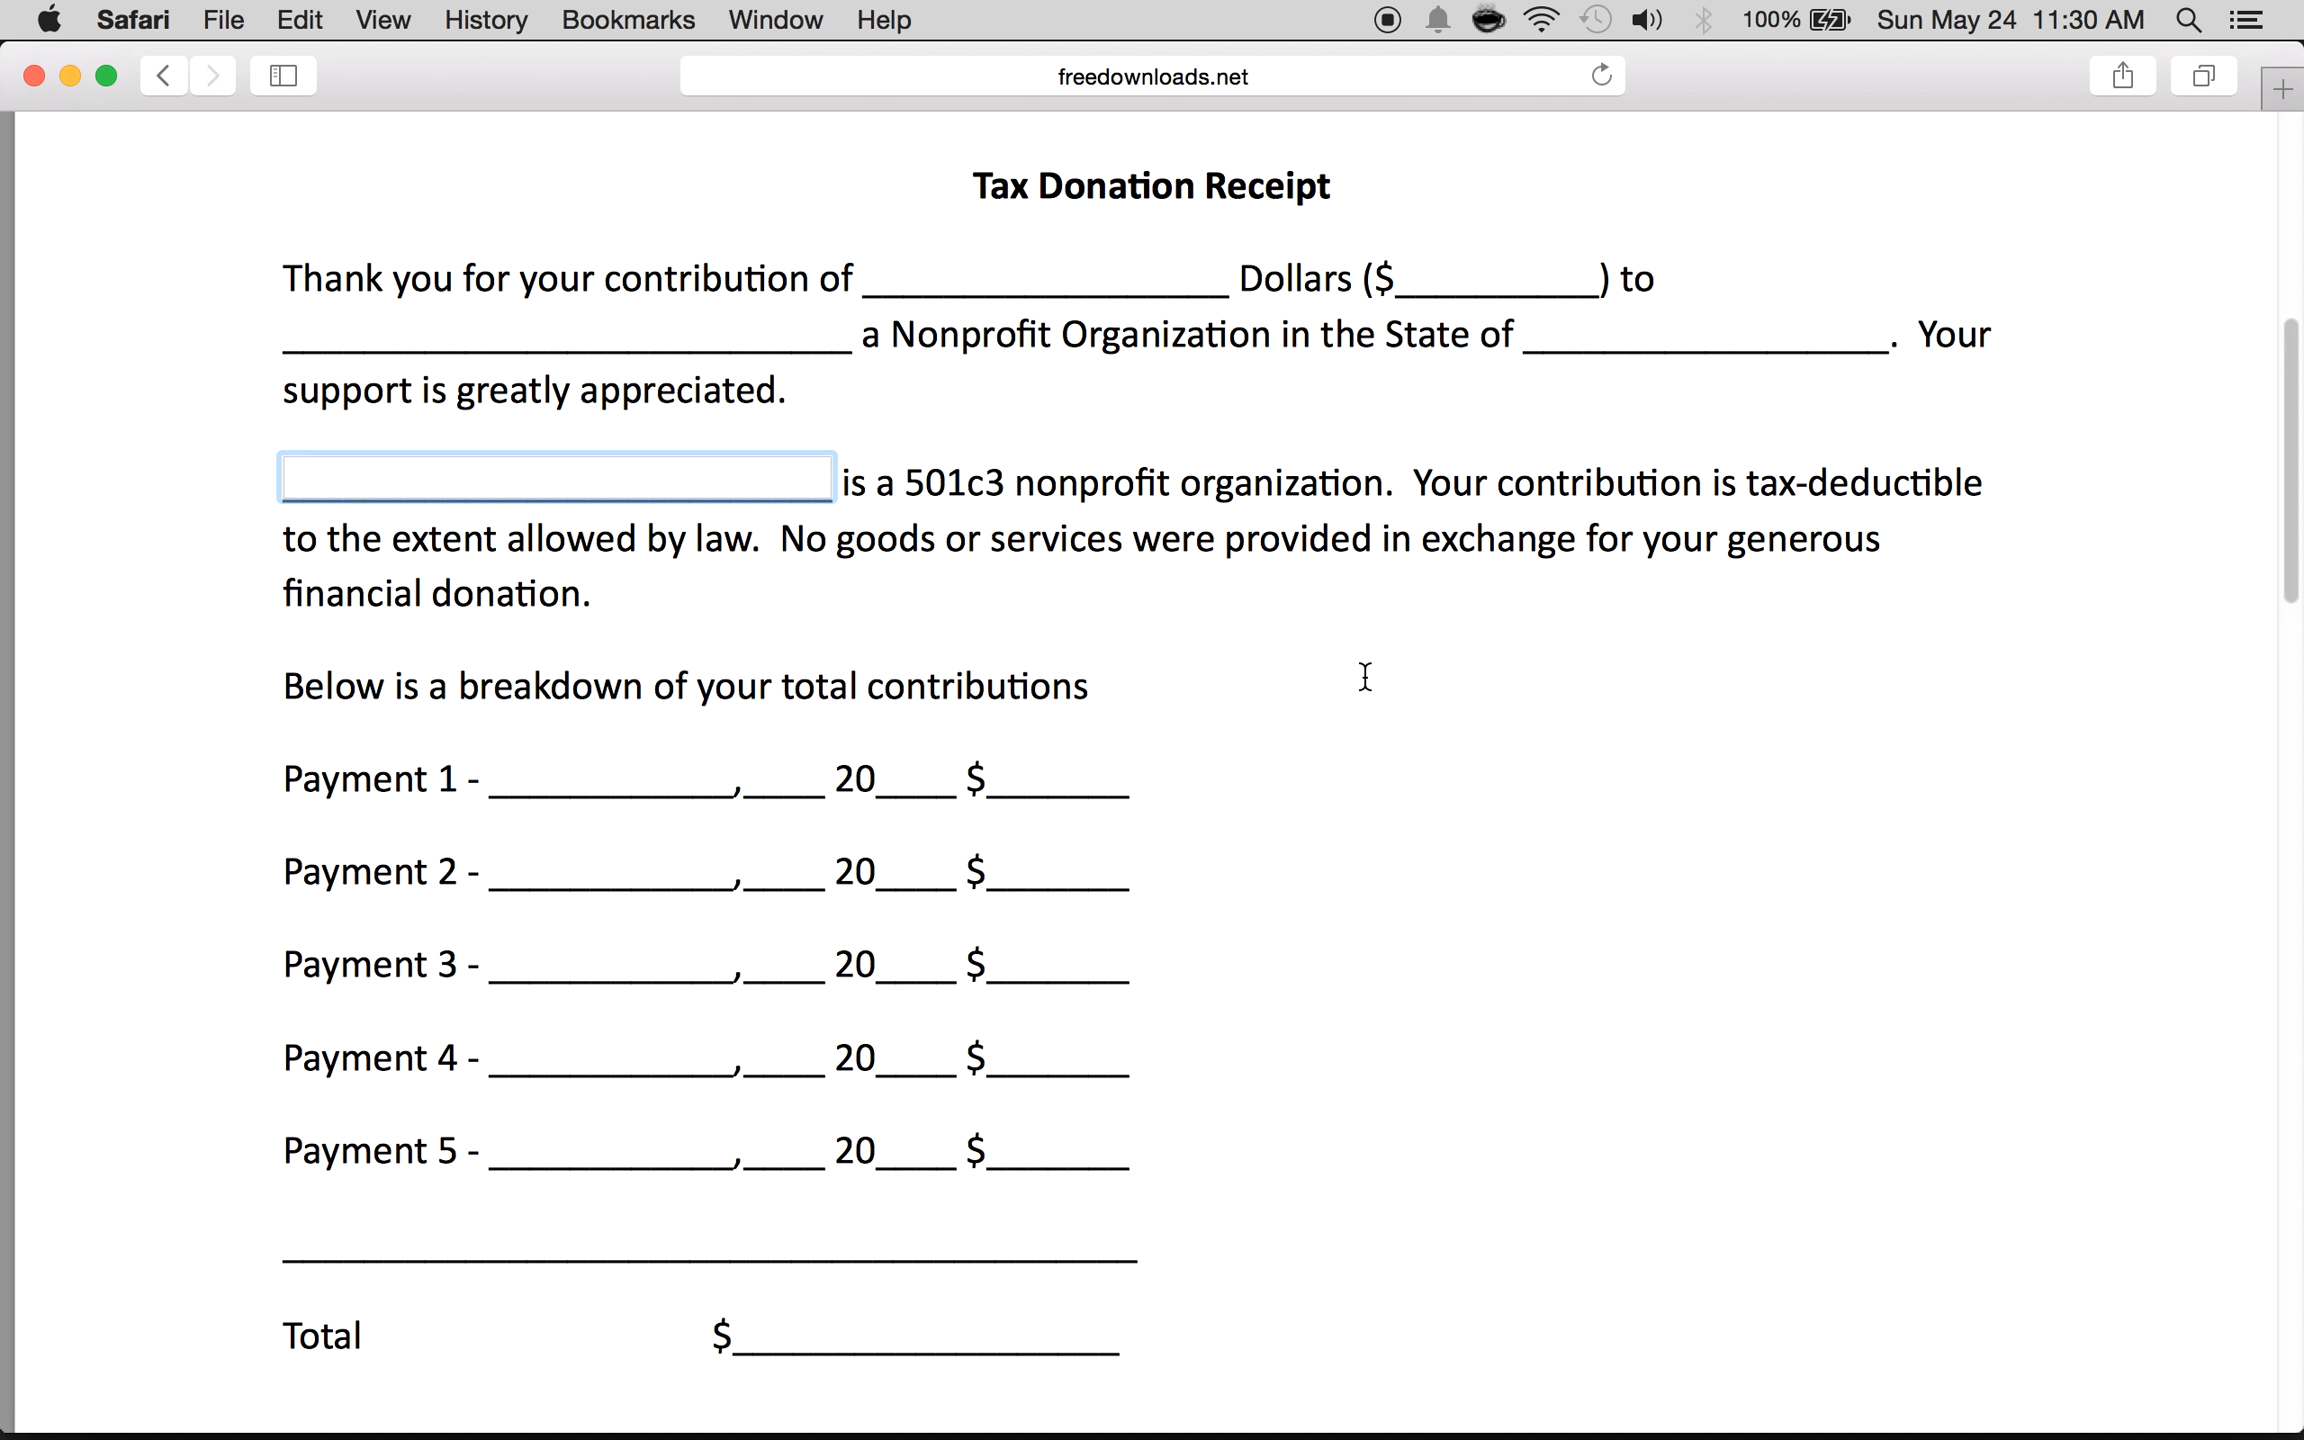 Safari File Edit View History Bookmarks Window Help 100% Sun May 24 11:30 AM
freedownloads.net
Tax Donation Receipt
Thank you for your contribution of __________________ Dollars ($__________) to
____________________________ a Nonprofit Organization in the State of __________________. Your
support is greatly appreciated.
___________________________ is a 501c3 nonprofit organization. Your contribution is tax-deductible
to the extent allowed by law. No goods or services were provided in exchange for your generous
financial donation.
Below is a breakdown of your total contributions
Payment 1 - ____________,____ 20____ $_______
Payment 2 - ____________,____ 20____ $_______
Payment 3 - ____________,____ 20____ $_______
Payment 4 - ____________,____ 20____ $_______
Payment 5 - ____________,____ 20____ $_______
__________________________________________
Total $___________________